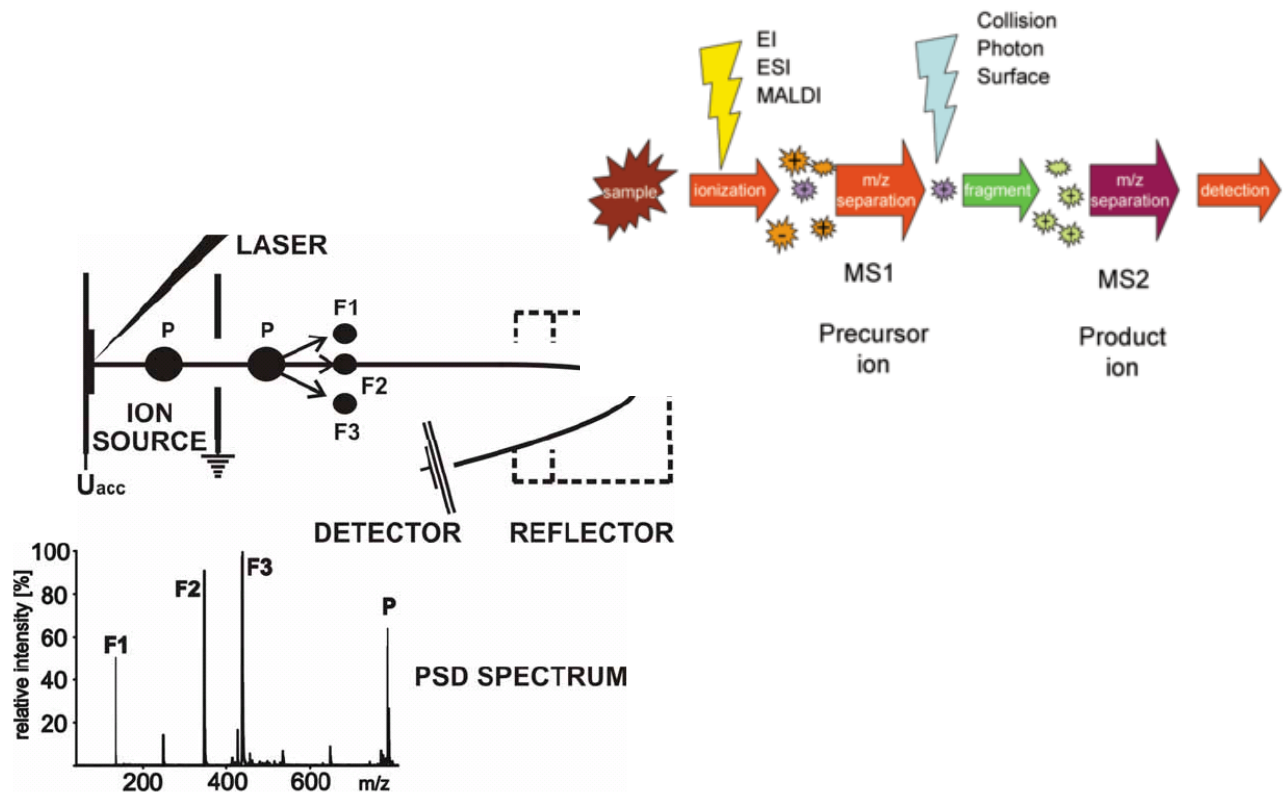 EI
ESI
MALDI
Collision
Photon
Surface
sample
ionization
m/z
separation
fragment
m/z
separation
detection
+
+
-
+
+
+
+
+
MS1
MS2
Precursor
ion
Product
ion
LASER
P
P
F1
F2
F3
ION
SOURCE
Uacc
DETECTOR
REFLECTOR
relative intensity [%]
100
80
60
40
20
F1
F2
F3
P
PSD SPECTRUM
200
400
600
m/z